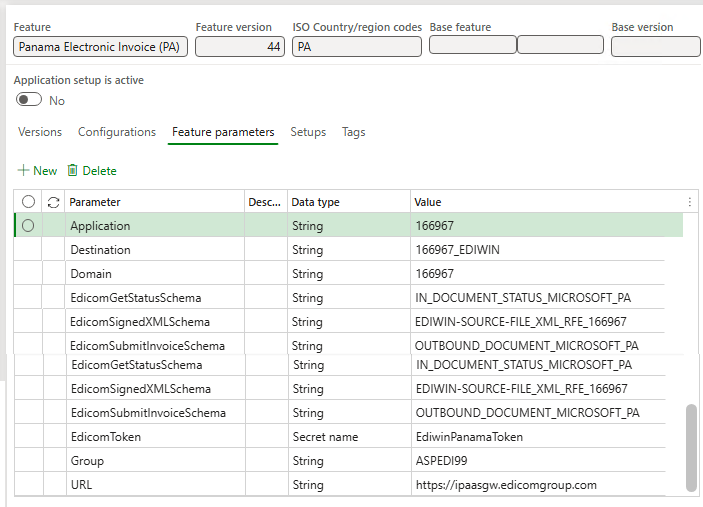 Feature Feature version ISO Country/region codes Base feature Base version
Panama Electronic Invoice (PA) 44 PA
Application setup is active
No
Versions Configurations Feature parameters Setups Tags
New Delete
Parameter Desc... Data type Value
Application String 166967
Destination String 166967_EDIWIN
Domain String 166967
EdicomGetStatusSchema String IN_DOCUMENT_STATUS_MICROSOFT_PA
EdicomSignedXMLSchema String EDIWIN-SOURCE-FILE_XML_RFE_166967
EdicomSubmitInvoiceSchema String OUTBOUND_DOCUMENT_MICROSOFT_PA
EdicomGetStatusSchema String IN_DOCUMENT_STATUS_MICROSOFT_PA
EdicomSignedXMLSchema String EDIWIN-SOURCE-FILE_XML_RFE_166967
EdicomSubmitInvoiceSchema String OUTBOUND_DOCUMENT_MICROSOFT_PA
EdicomToken Secret name EdiwinPanamaToken
Group String ASPEDI99
URL String https://ipaasgw.edicomgroup.com